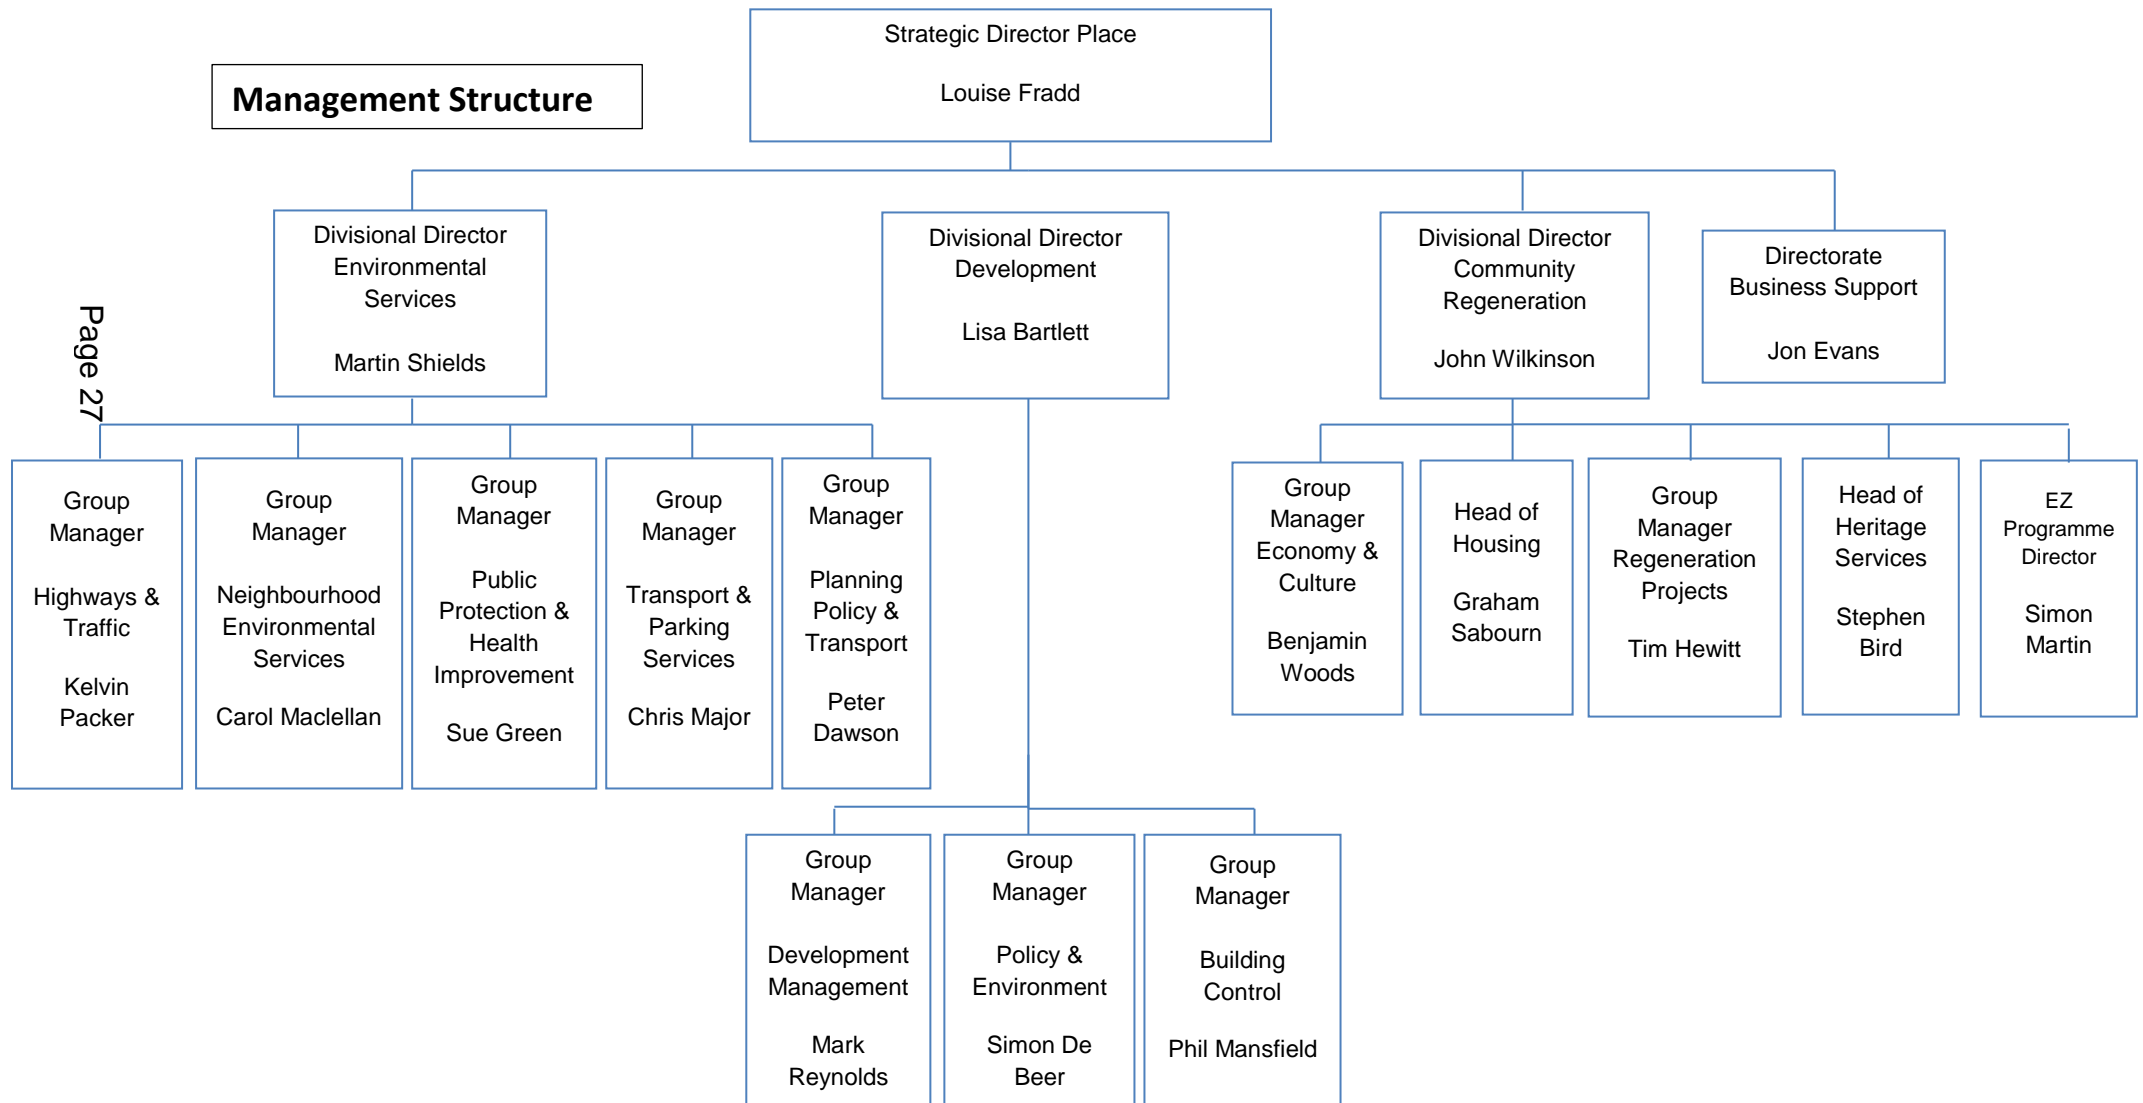 Strategic Director Place
Louise Fradd
Management Structure
Divisional Director
Environmental
Services
Martin Shields
Divisional Director
Development
Lisa Bartlett
Divisional Director
Community
Regeneration
John Wilkinson
Directorate
Business Support
Jon Evans
Page 27
Group
Manager
Highways &
Traffic
Kelvin
Packer
Group
Manager
Neighbourhood
Environmental
Services
Carol Maclellan
Group
Manager
Public
Protection &
Health
Improvement
Sue Green
Group
Manager
Transport &
Parking
Services
Chris Major
Group
Manager
Planning
Policy &
Transport
Peter
Dawson
Group
Manager
Economy &
Culture
Benjamin
Woods
Head of
Housing
Graham
Sabourn
Group
Manager
Regeneration
Projects
Tim Hewitt
Head of
Heritage
Services
Stephen
Bird
EZ
Programme
Director
Simon
Martin
Group
Manager
Development
Management
Mark
Reynolds
Group
Manager
Policy &
Environment
Simon De
Beer
Group
Manager
Building
Control
Phil Mansfield